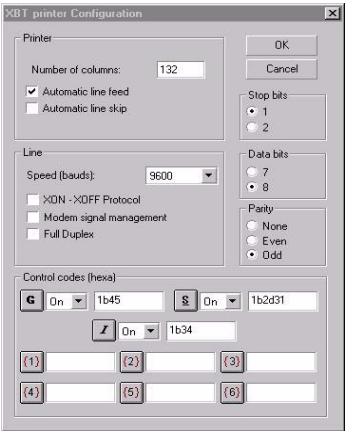 XBT printer Configuration
Printer
Number of columns: 132
Automatic line feed
Automatic line skip
OK
Cancel
Stop bits
1
2
Line
Speed (bauds): 9600
XON - XOFF Protocol
Modem signal management
Full Duplex
Data bits
7
8
Parity
None
Even
Odd
Control codes (hexa)
G On 1b45 S On 1b2d31
I On 1b34
{1} {2} {3}
{4} {5} {6}